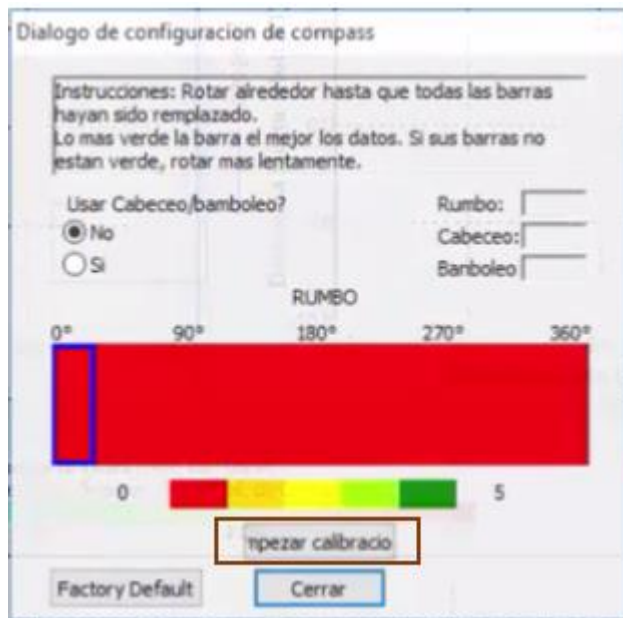 Dialogo de configuracion de compass
Instrucciones: Rotar alrededor hasta que todas las barras
hayan sido remplazado.
Lo mas verde la barra el mejor los datos. Si sus barras no
estan verde, rotar mas lentamente.
Usar Cabeceo/bamboleo?
No
Si
Rumbo:
Cabeceo:
Banboleo
RUMBO
0° 90° 180° 270° 360°
0 5
npezar calibracio
Factory Default Cerrar